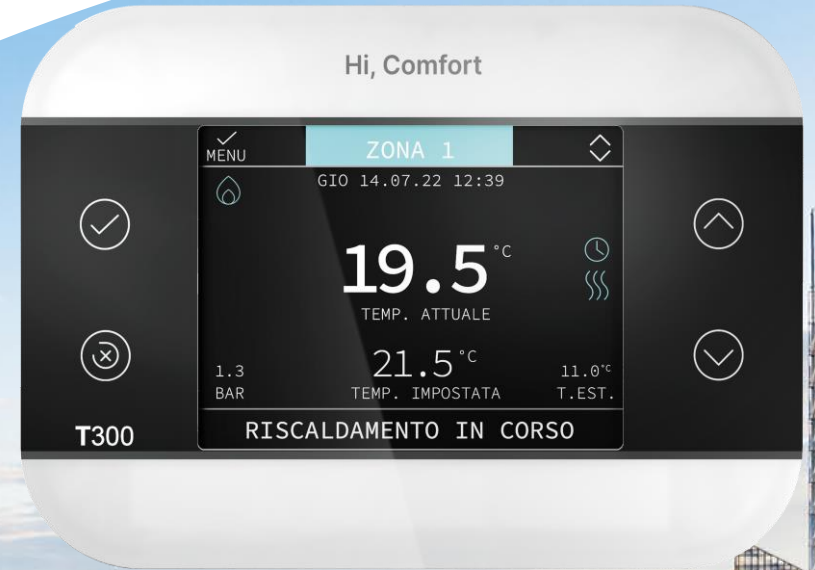 Hi, Comfort
MENU
ZONA 1
GIO 14.07.22 12:39
19.5°C
TEMP. ATTUALE
1.3
BAR
21.5°C
TEMP. IMPOSTATA
11.0°C
T.EST.
T300
RISCALDAMENTO IN CORSO